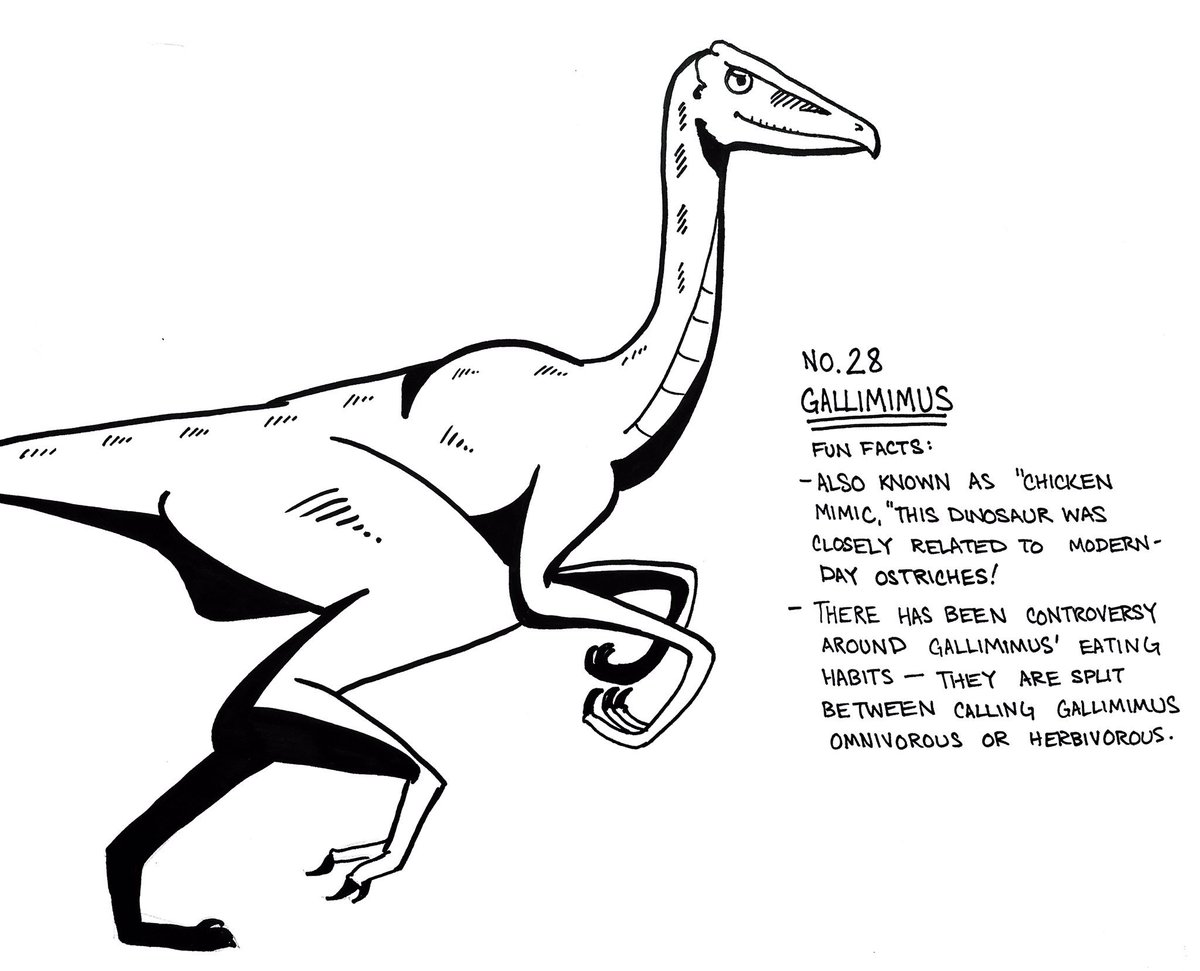 NO. 28
GALLIMIMUS
FUN FACTS:
- ALSO KNOWN AS "CHICKEN
MIMIC," THIS DINOSAUR WAS
CLOSELY RELATED TO MODERN-
DAY OSTRICHES!
- THERE HAS BEEN CONTROVERSY
AROUND GALLIMIMUS' EATING
HABITS — THEY ARE SPLIT
BETWEEN CALLING GALLIMIMUS
OMNIVOROUS OR HERBIVOROUS.